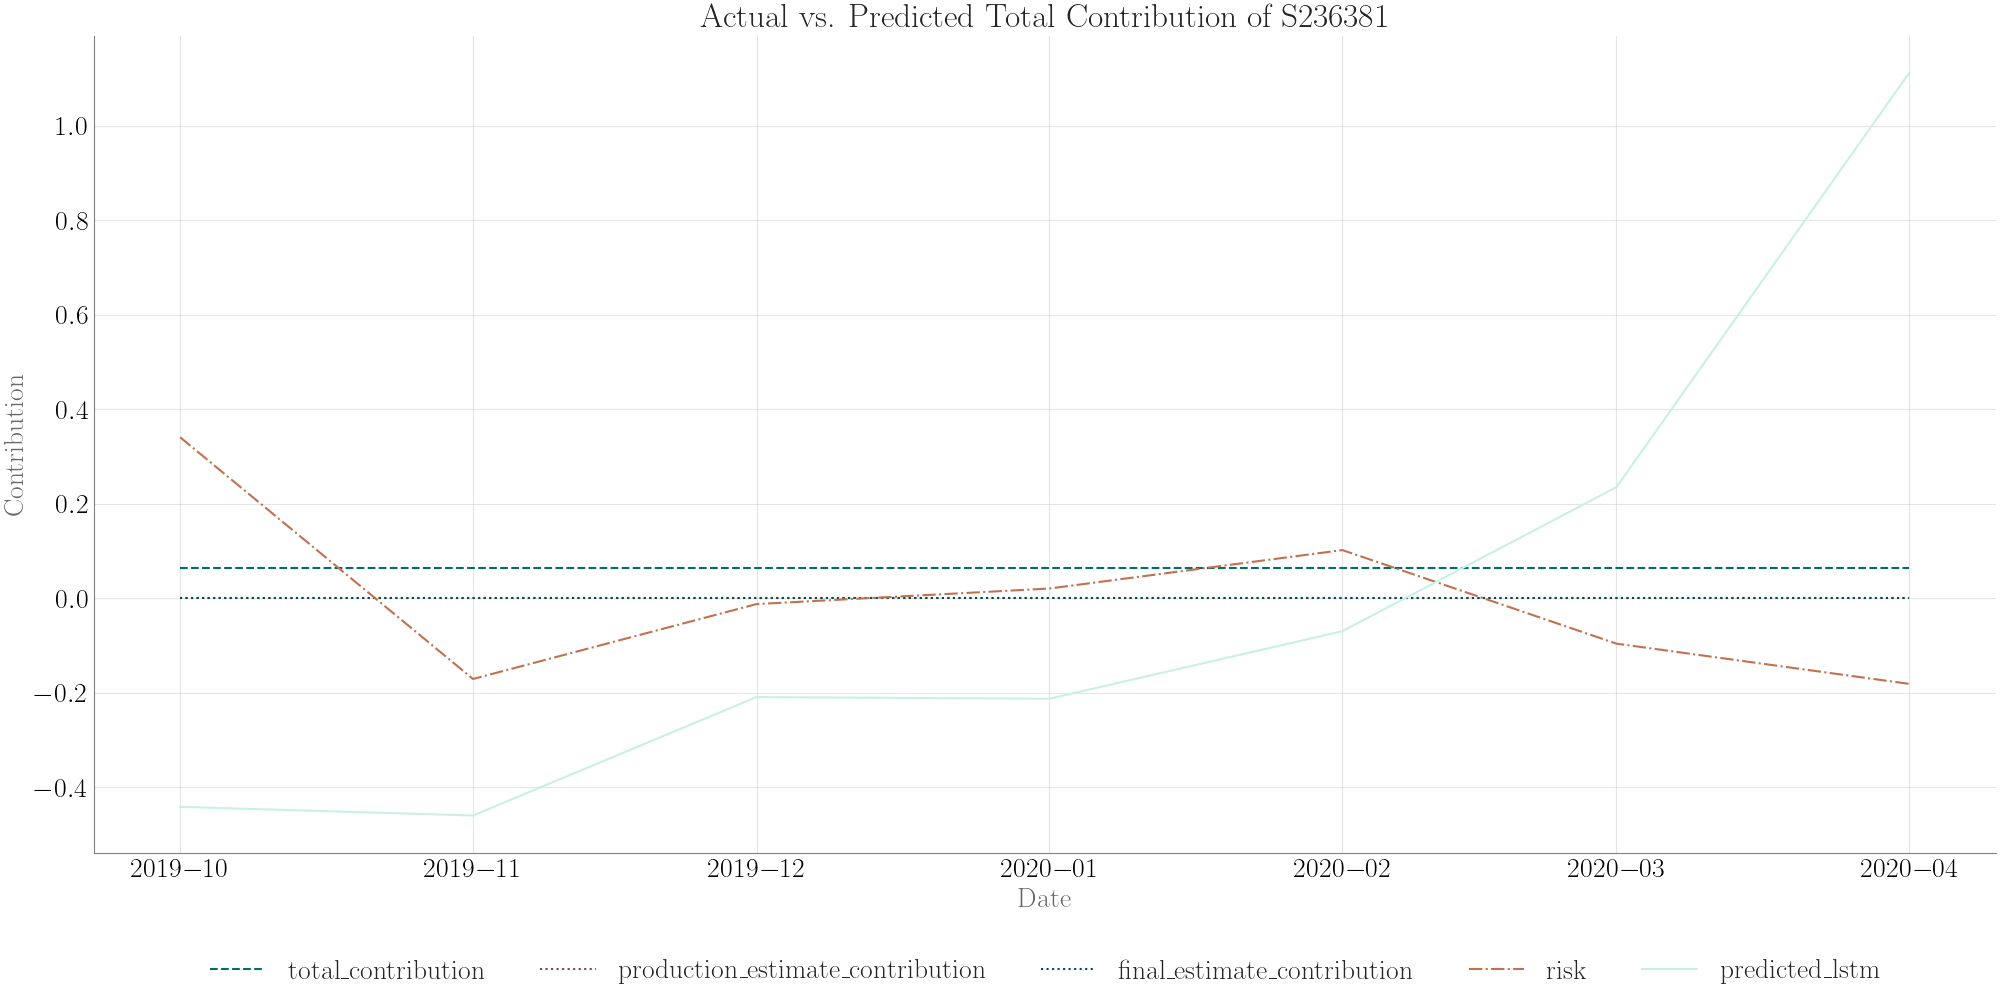 Actual vs. Predicted Total Contribution of S236381
Contribution
1.0
0.8
0.6
0.4
0.2
0.0
−0.2
−0.4
2019–10 2019–11 2019–12 2020–01 2020–02 2020–03 2020–04
Date
total_contribution production_estimate_contribution final_estimate_contribution risk predicted_lstm